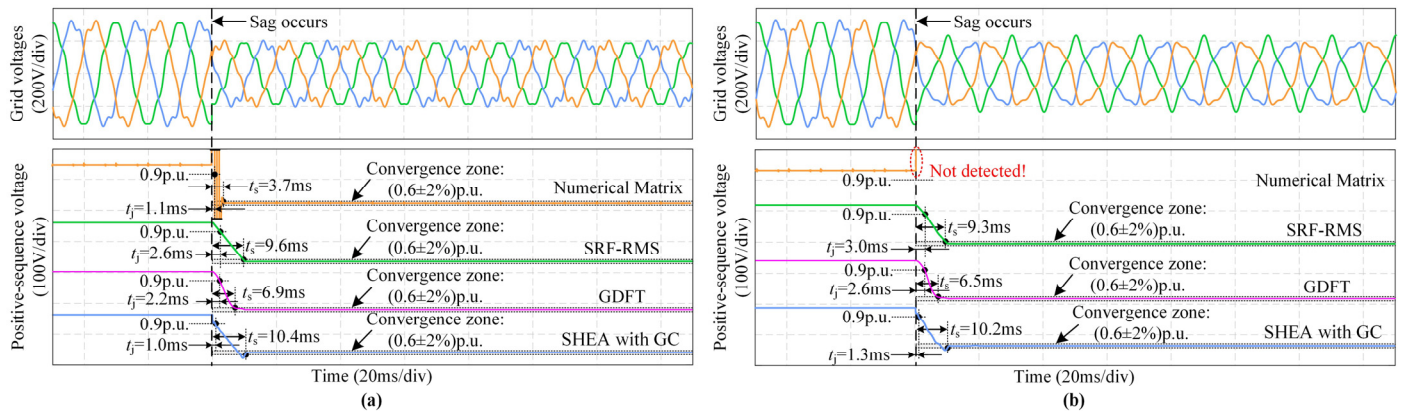 Grid voltages
(200V/div)
Sag occurs
Positive-sequence voltage
(100V/div)
0.9p.u.
tj=1.1ms
ts=3.7ms
Convergence zone:
(0.6±2%)p.u.
Numerical Matrix
0.9p.u.
tj=2.6ms
ts=9.6ms
Convergence zone:
(0.6±2%)p.u.
SRF-RMS
0.9p.u.
tj=2.2ms
ts=6.9ms
Convergence zone:
(0.6±2%)p.u.
GDFT
0.9p.u.
tj=1.0ms
ts=10.4ms
Convergence zone:
(0.6±2%)p.u.
SHEA with GC
Time (20ms/div)
(a)
Grid voltages
(200V/div)
Sag occurs
Positive-sequence voltage
(100V/div)
0.9p.u.
Not detected!
Numerical Matrix
0.9p.u.
tj=3.0ms
ts=9.3ms
Convergence zone:
(0.6±2%)p.u.
SRF-RMS
0.9p.u.
tj=2.6ms
ts=6.5ms
Convergence zone:
(0.6±2%)p.u.
GDFT
0.9p.u.
tj=1.3ms
ts=10.2ms
Convergence zone:
(0.6±2%)p.u.
SHEA with GC
Time (20ms/div)
(b)